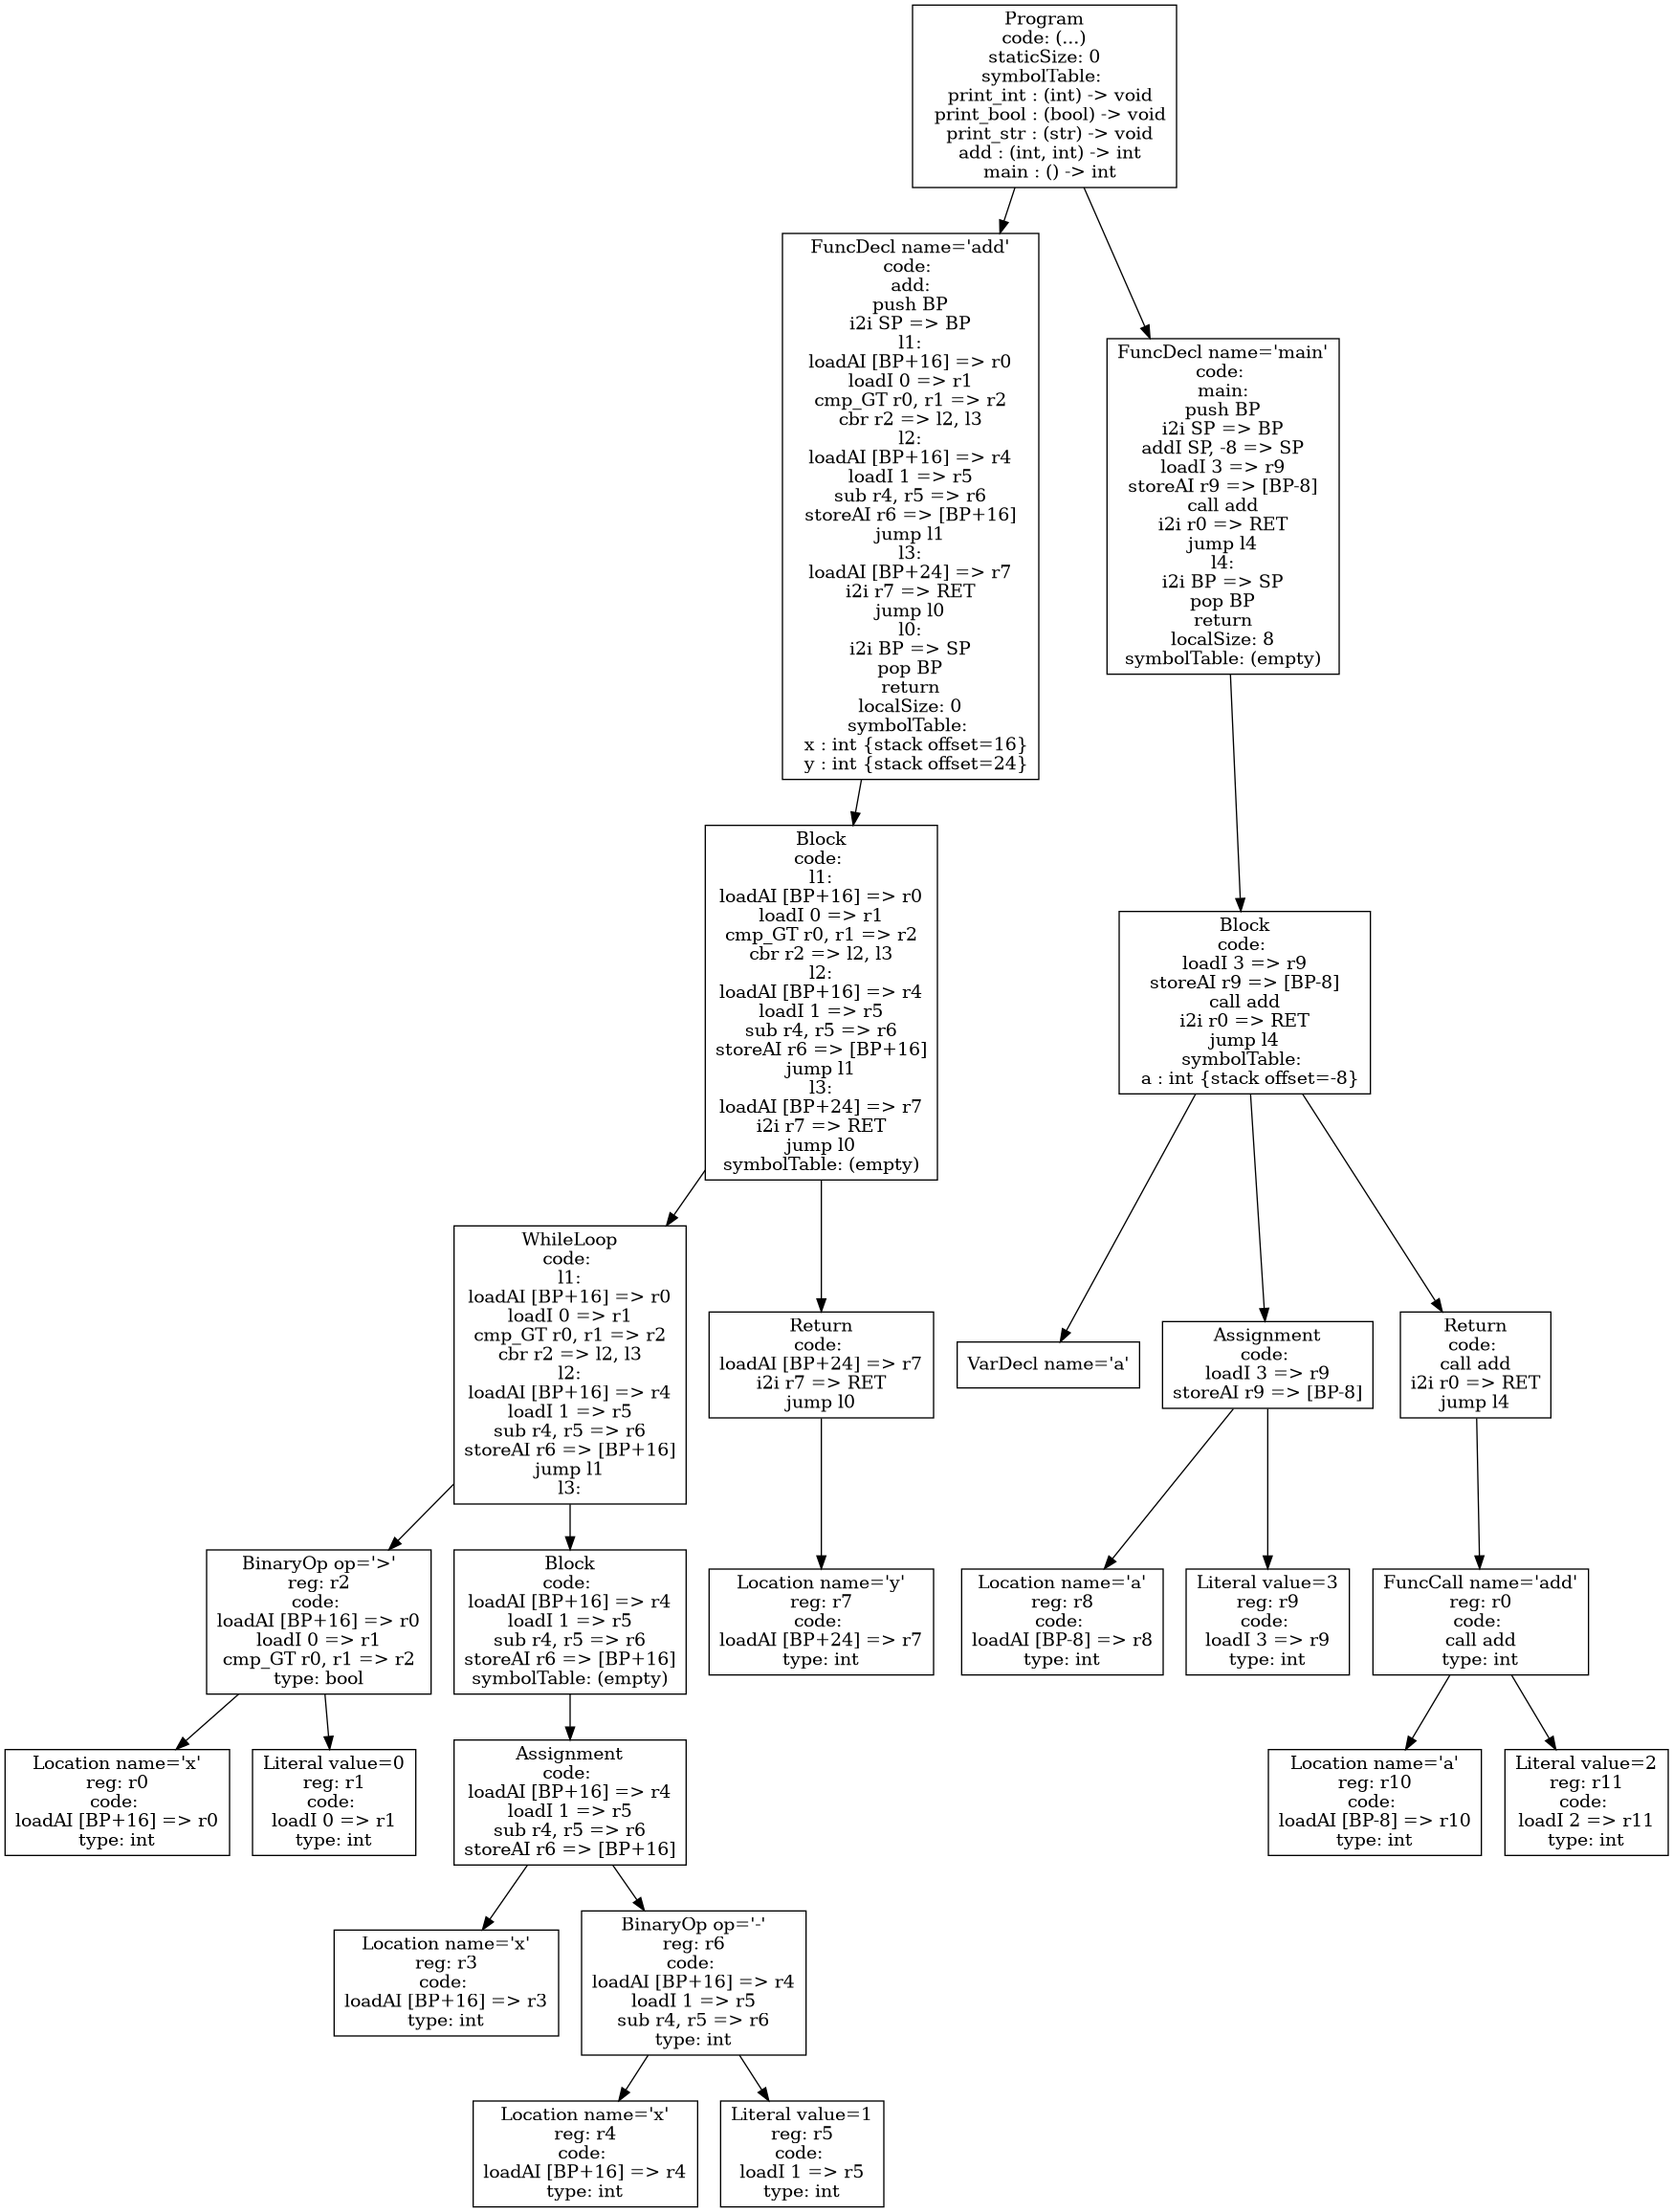 Program
code: (...)
staticSize: 0
symbolTable:
print_int : (int) -> void
print_bool : (bool) -> void
print_str : (str) -> void
add : (int, int) -> int
main : () -> int
FuncDecl name='add'
code:
add:
push BP
i2i SP => BP
l1:
loadAI [BP+16] => r0
loadI 0 => r1
cmp_GT r0, r1 => r2
cbr r2 => l2, l3
l2:
loadAI [BP+16] => r4
loadI 1 => r5
sub r4, r5 => r6
storeAI r6 => [BP+16]
jump l1
l3:
loadAI [BP+24] => r7
i2i r7 => RET
jump l0
l0:
i2i BP => SP
pop BP
return
localSize: 0
symbolTable:
x : int {stack offset=16}
y : int {stack offset=24}
FuncDecl name='main'
code:
main:
push BP
i2i SP => BP
addI SP, -8 => SP
loadI 3 => r9
storeAI r9 => [BP-8]
call add
i2i r0 => RET
jump l4
l4:
i2i BP => SP
pop BP
return
localSize: 8
symbolTable: (empty)
Block
code:
l1:
loadAI [BP+16] => r0
loadI 0 => r1
cmp_GT r0, r1 => r2
cbr r2 => l2, l3
l2:
loadAI [BP+16] => r4
loadI 1 => r5
sub r4, r5 => r6
storeAI r6 => [BP+16]
jump l1
l3:
loadAI [BP+24] => r7
i2i r7 => RET
jump l0
symbolTable: (empty)
Block
code:
loadI 3 => r9
storeAI r9 => [BP-8]
call add
i2i r0 => RET
jump l4
symbolTable:
a : int {stack offset=-8}
WhileLoop
code:
l1:
loadAI [BP+16] => r0
loadI 0 => r1
cmp_GT r0, r1 => r2
cbr r2 => l2, l3
l2:
loadAI [BP+16] => r4
loadI 1 => r5
sub r4, r5 => r6
storeAI r6 => [BP+16]
jump l1
l3:
Return
code:
loadAI [BP+24] => r7
i2i r7 => RET
jump l0
VarDecl name='a'
Assignment
code:
loadI 3 => r9
storeAI r9 => [BP-8]
Return
code:
call add
i2i r0 => RET
jump l4
BinaryOp op='>'
reg: r2
code:
loadAI [BP+16] => r0
loadI 0 => r1
cmp_GT r0, r1 => r2
type: bool
Block
code:
loadAI [BP+16] => r4
loadI 1 => r5
sub r4, r5 => r6
storeAI r6 => [BP+16]
symbolTable: (empty)
Location name='y'
reg: r7
code:
loadAI [BP+24] => r7
type: int
Location name='a'
reg: r8
code:
loadAI [BP-8] => r8
type: int
Literal value=3
reg: r9
code:
loadI 3 => r9
type: int
FuncCall name='add'
reg: r0
code:
call add
type: int
Location name='x'
reg: r0
code:
loadAI [BP+16] => r0
type: int
Literal value=0
reg: r1
code:
loadI 0 => r1
type: int
Assignment
code:
loadAI [BP+16] => r4
loadI 1 => r5
sub r4, r5 => r6
storeAI r6 => [BP+16]
Location name='a'
reg: r10
code:
loadAI [BP-8] => r10
type: int
Literal value=2
reg: r11
code:
loadI 2 => r11
type: int
Location name='x'
reg: r3
code:
loadAI [BP+16] => r3
type: int
BinaryOp op='-'
reg: r6
code:
loadAI [BP+16] => r4
loadI 1 => r5
sub r4, r5 => r6
type: int
Location name='x'
reg: r4
code:
loadAI [BP+16] => r4
type: int
Literal value=1
reg: r5
code:
loadI 1 => r5
type: int